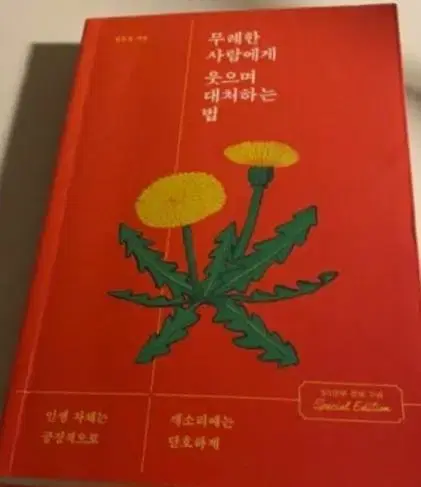 무례한
사람에게
웃으며
대처하는
법
Special Edition
인생 자체는
긍정적으로
개소리에는
단호하게